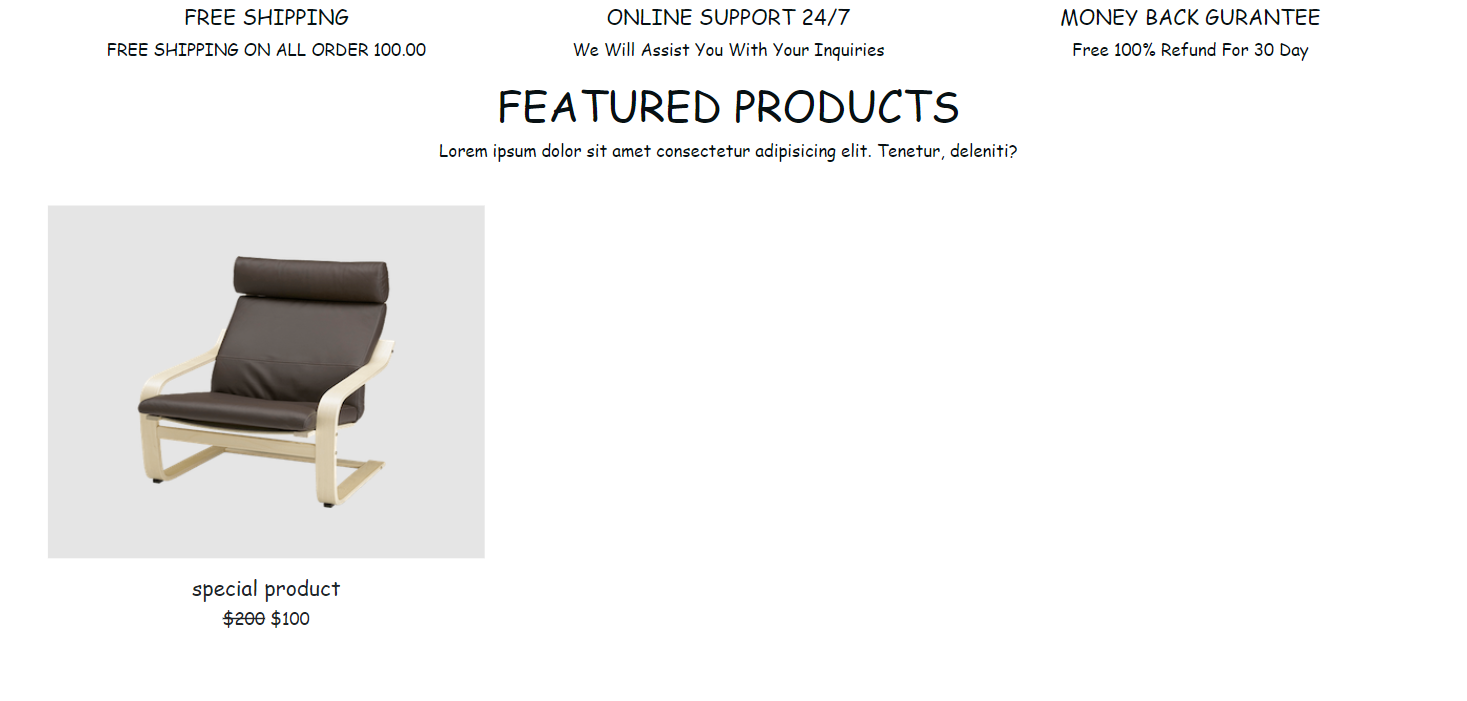 FREE SHIPPING
FREE SHIPPING ON ALL ORDER 100.00
ONLINE SUPPORT 24/7
We Will Assist You With Your Inquiries
MONEY BACK GURANTEE
Free 100% Refund For 30 Day
FEATURED PRODUCTS
Lorem ipsum dolor sit amet consectetur adipisicing elit. Tenetur, deleniti?
special product
$200 $100